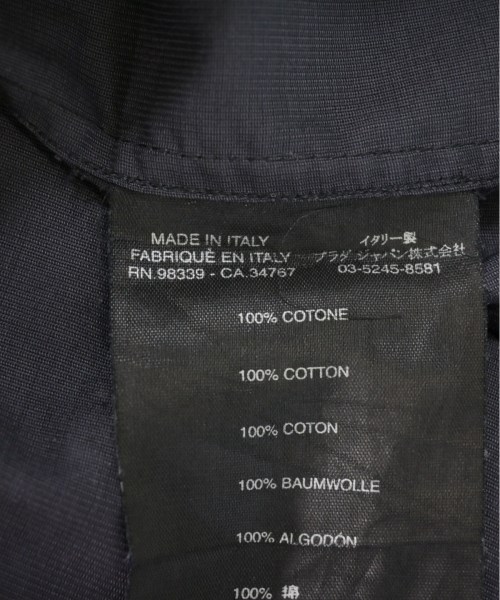 MADE IN ITALY
FABRIQUÉ EN ITALY
RN.98339 - CA.34767
イタリー製
プラダ ジャパン株式会社
03-5245-8581
100% COTONE
100% COTTON
100% COTON
100% BAUMWOLLE
100% ALGODÓN
100% 綿